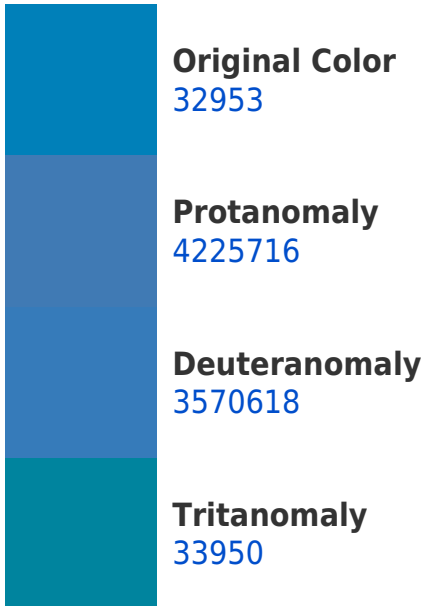 Original Color
32953
Protanomaly
4225716
Deuteranomaly
3570618
Tritanomaly
33950